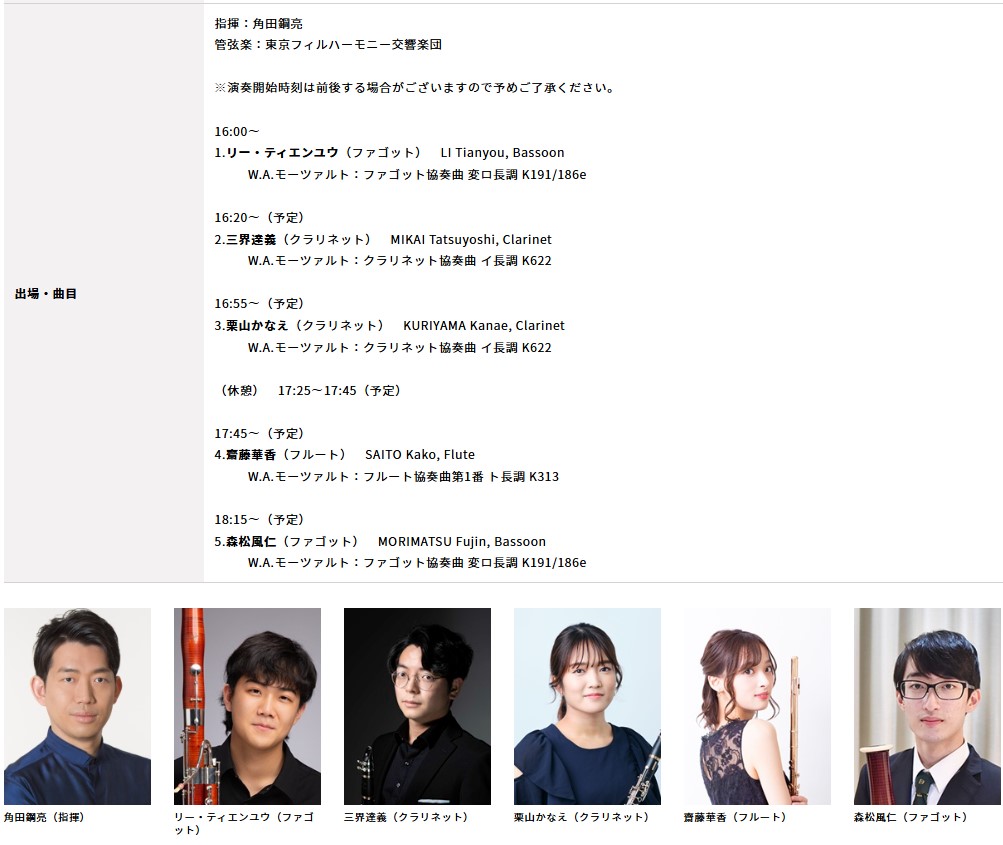 指揮：角田鋼亮
管弦楽：東京フィルハーモニー交響楽団
※演奏開始時刻は前後する場合がございますので予めご了承ください。
16:00～
1.リー・ティエンユウ（ファゴット）　LI Tianyou, Bassoon
W.A.モーツァルト：ファゴット協奏曲 変ロ長調 K191/186e
16:20～（予定）
2.三界達義（クラリネット）　MIKAI Tatsuyoshi, Clarinet
W.A.モーツァルト：クラリネット協奏曲 イ長調 K622
出場・曲目
16:55～（予定）
3.栗山かなえ（クラリネット）　KURIYAMA Kanae, Clarinet
W.A.モーツァルト：クラリネット協奏曲 イ長調 K622
（休憩）　17:25～17:45（予定）
17:45～（予定）
4.齋藤華香（フルート）　SAITO Kako, Flute
W.A.モーツァルト：フルート協奏曲第1番 ト長調 K313
18:15～（予定）
5.森松風仁（ファゴット）　MORIMATSU Fujin, Bassoon
W.A.モーツァルト：ファゴット協奏曲 変ロ長調 K191/186e
角田鋼亮（指揮）
リー・ティエンユウ（ファゴ
ット）
三界達義（クラリネット）
栗山かなえ（クラリネット）
齋藤華香（フルート）
森松風仁（ファゴット）